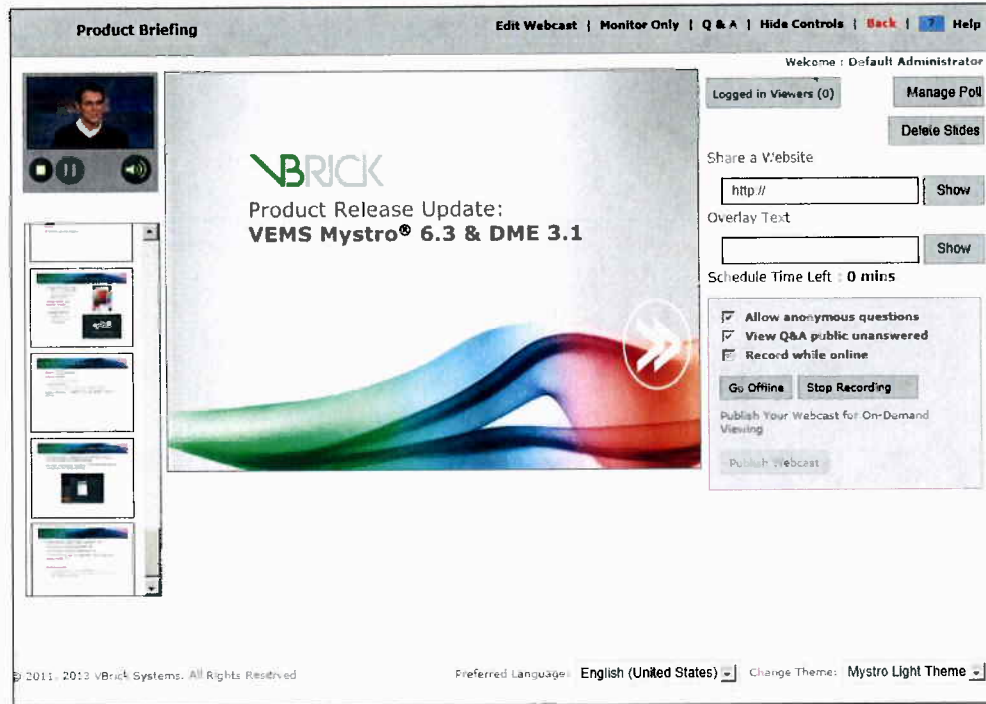 Product Briefing
Edit Webcast | Monitor Only | Q & A | Hide Controls | Back | ? Help
Welcome : Default Administrator
Logged in Viewers (0)
Manage Poll
Delete Slides
Share a Website
http://
Show
Overlay Text
Show
Schedule Time Left : 0 mins
VBRICK
Product Release Update:
VEMS Mystro® 6.3 & DME 3.1
Allow anonymous questions
View Q&A public unanswered
Record while online
Go Offline
Stop Recording
Publish Your Webcast for On-Demand
Viewing
Publish Webcast
© 2011, 2013 VBrick Systems. All Rights Reserved
Preferred Language: English (United States)
Change Theme: Mystro Light Theme